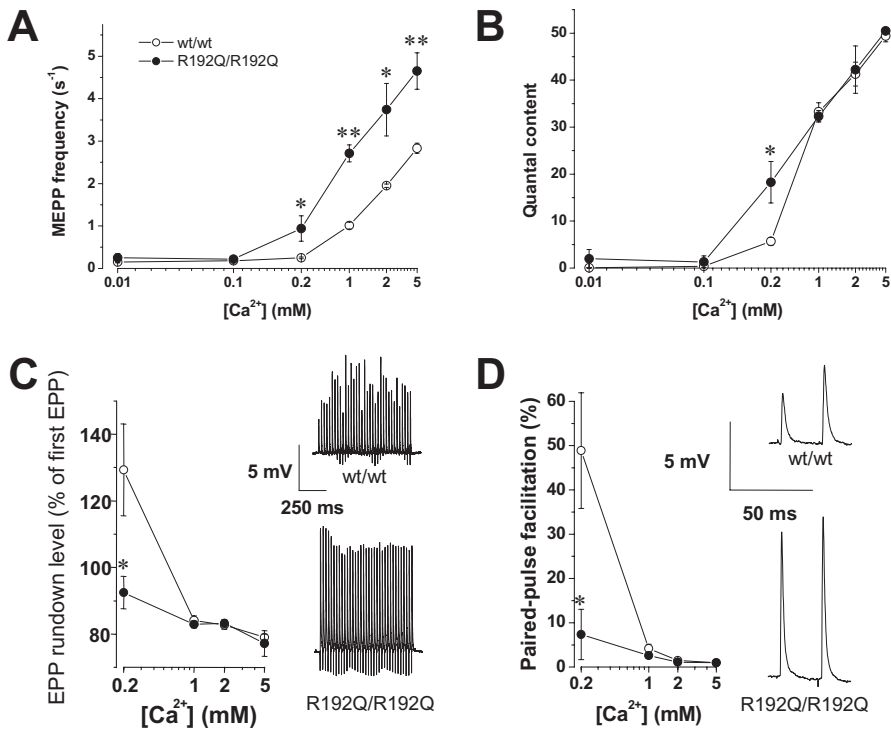 A
wt/wt
R192Q/R192Q
MEPP frequency (s⁻¹)
5
4
3
2
1
0
*
**
*
**
0.01
0.1
0.2
1
2
5
[Ca²⁺] (mM)
B
Quantal content
50
40
30
20
10
0
*
0.01
0.1
0.2
1
2
5
[Ca²⁺] (mM)
C
EPP rundown level (% of first EPP)
140
120
100
80
*
0.2
1
2
5
[Ca²⁺] (mM)
5 mV
250 ms
wt/wt
R192Q/R192Q
D
Paired-pulse facilitation (%)
60
50
40
30
20
10
0
*
0.2
1
2
5
[Ca²⁺] (mM)
5 mV
50 ms
wt/wt
R192Q/R192Q